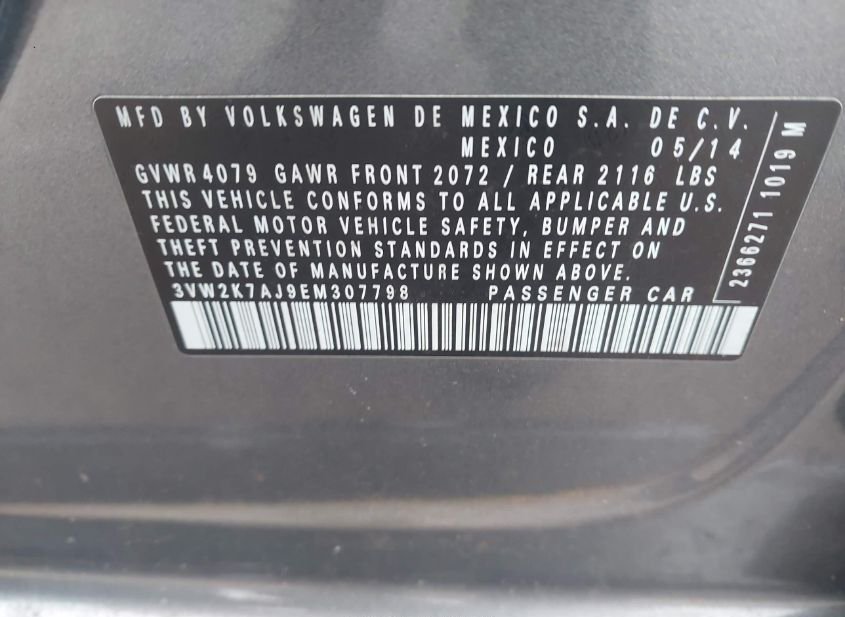 MFD BY VOLKSWAGEN DE MEXICO S.A. DE C.V.
MEXICO 05/14
GVWR 4079 GAWR FRONT 2072 / REAR 2116 LBS
THIS VEHICLE CONFORMS TO ALL APPLICABLE U.S.
FEDERAL MOTOR VEHICLE SAFETY, BUMPER AND
THEFT PREVENTION STANDARDS IN EFFECT ON
THE DATE OF MANUFACTURE SHOWN ABOVE.
3VW2K7AJ9EM307798 PASSENGER CAR
2366271 1019 M